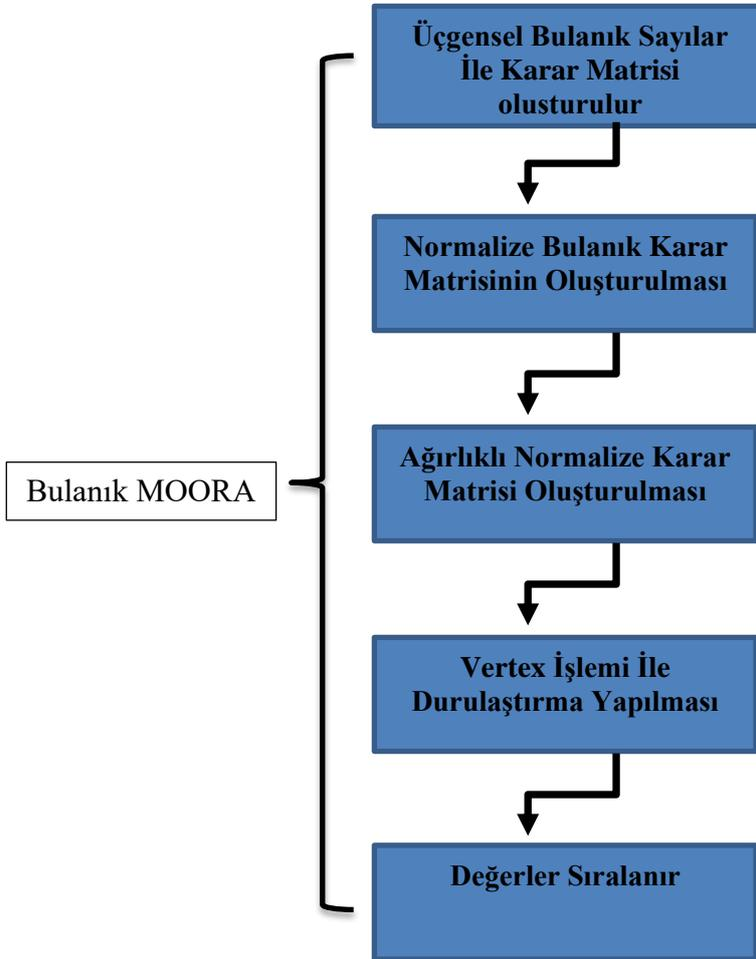 Üçgensel Bulanık Sayılar
İle Karar Matrisi
olusturulur
Normalize Bulanık Karar
Matrisinin Oluşturulması
Ağırlıklı Normalize Karar
Matrisi Oluşturulması
Bulanık MOORA
Vertex İşlemi İle
Durulaştırma Yapılması
Değerler Sıralanır